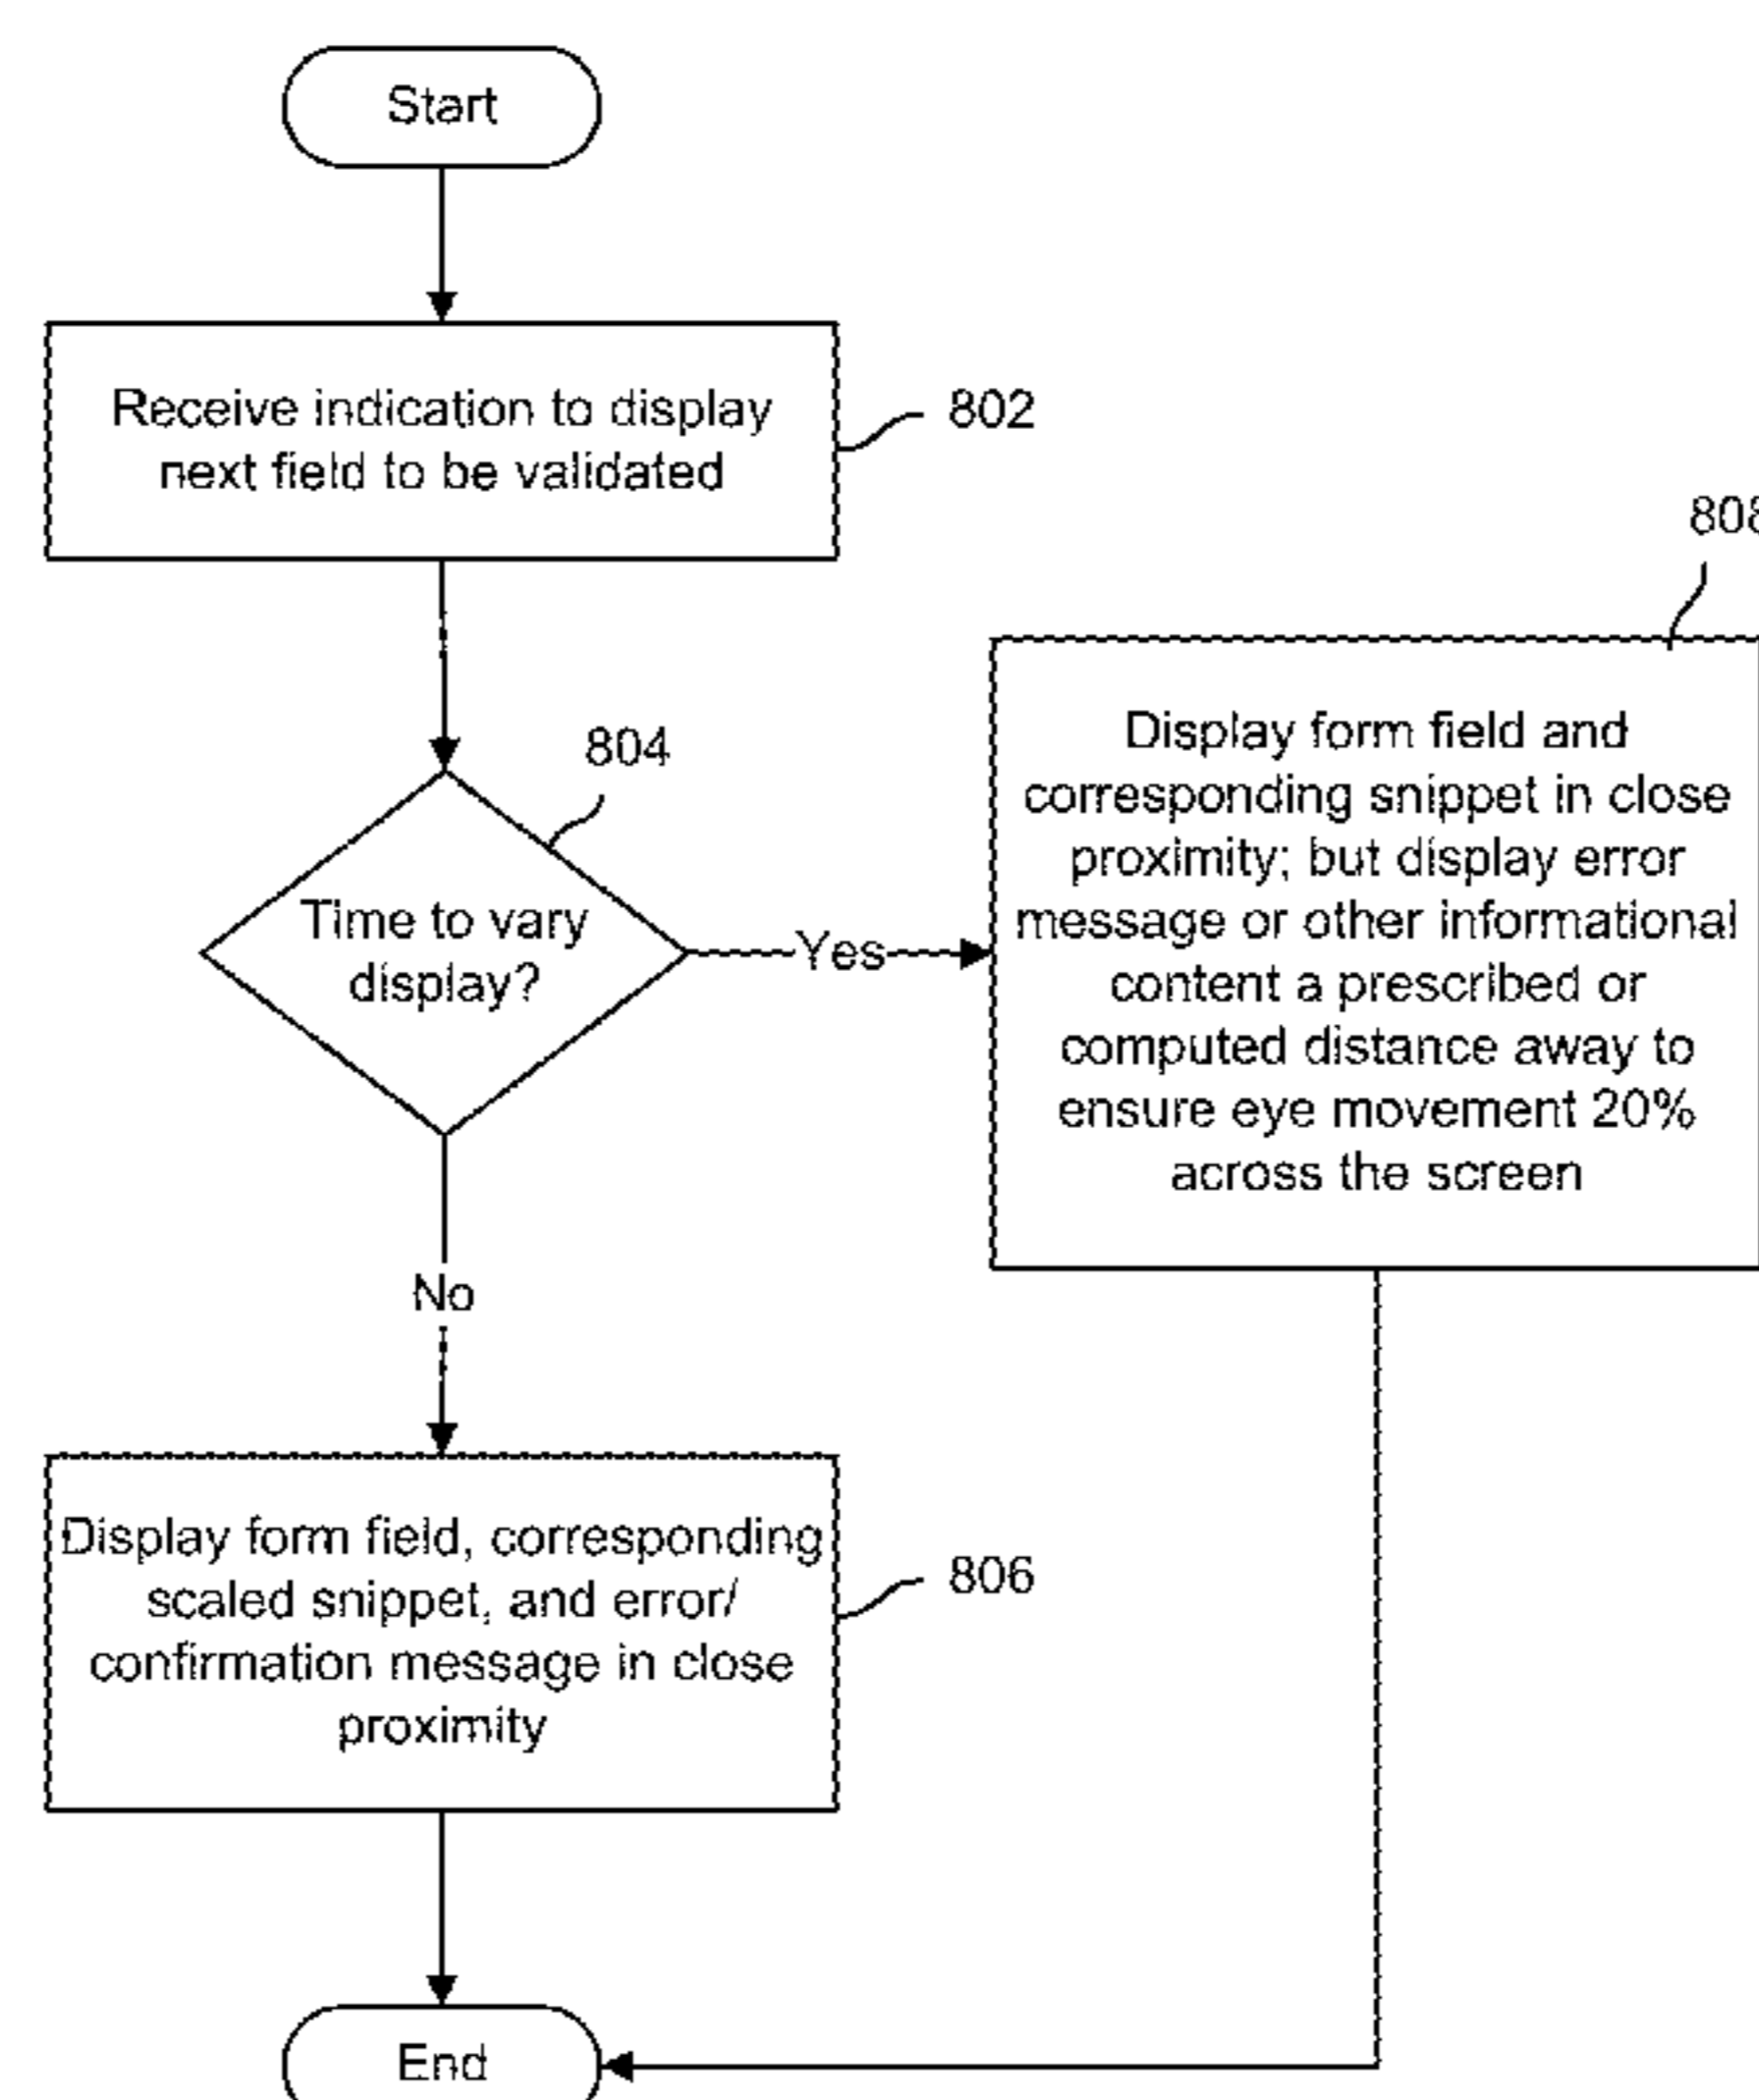 Start
Receive indication to display
next field to be validated
802
804
Time to vary
display?
Yes
808
Display form field and
corresponding snippet in close
proximity; but display error
message or other informational
content a prescribed or
computed distance away to
ensure eye movement 20%
across the screen
No
Display form field, corresponding
scaled snippet, and error/
confirmation message in close
proximity
806
End